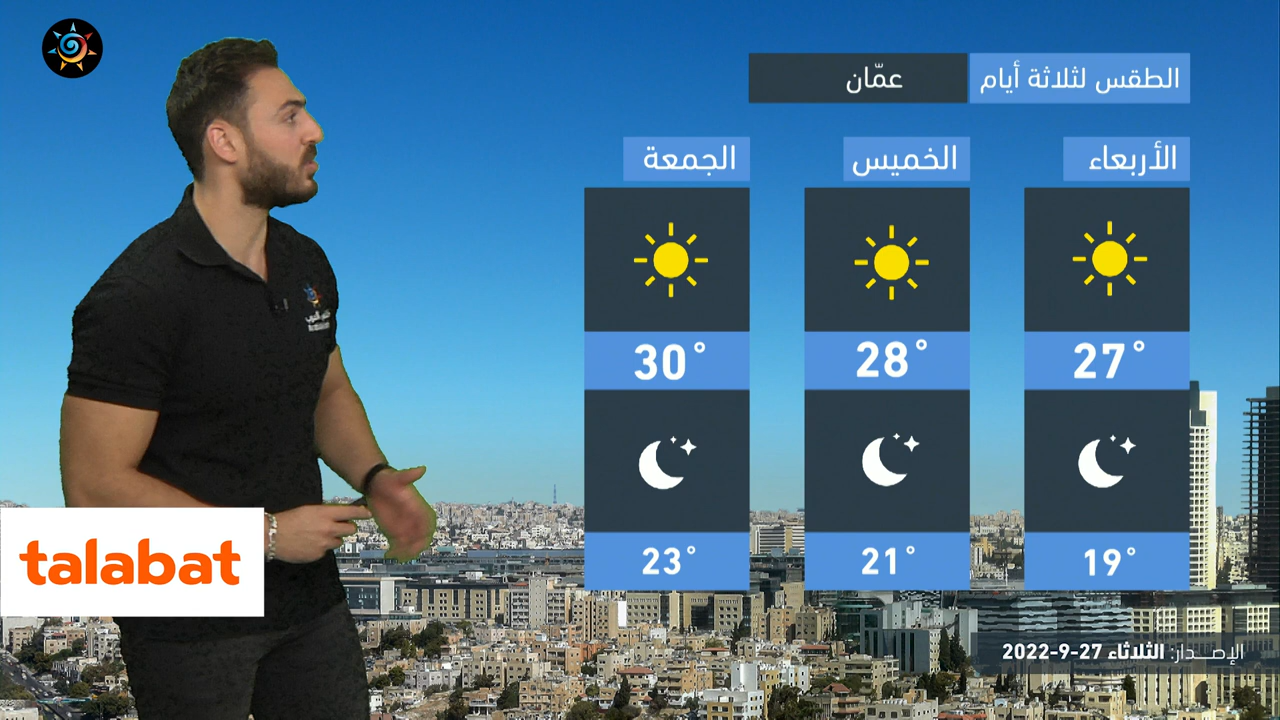 الطقس لثلاثة أيام
عمّان
الأربعاء
الخميس
الجمعة
27°
28°
30°
19°
21°
23°
talabat
الإصدار: الثلاثاء 27-9-2022